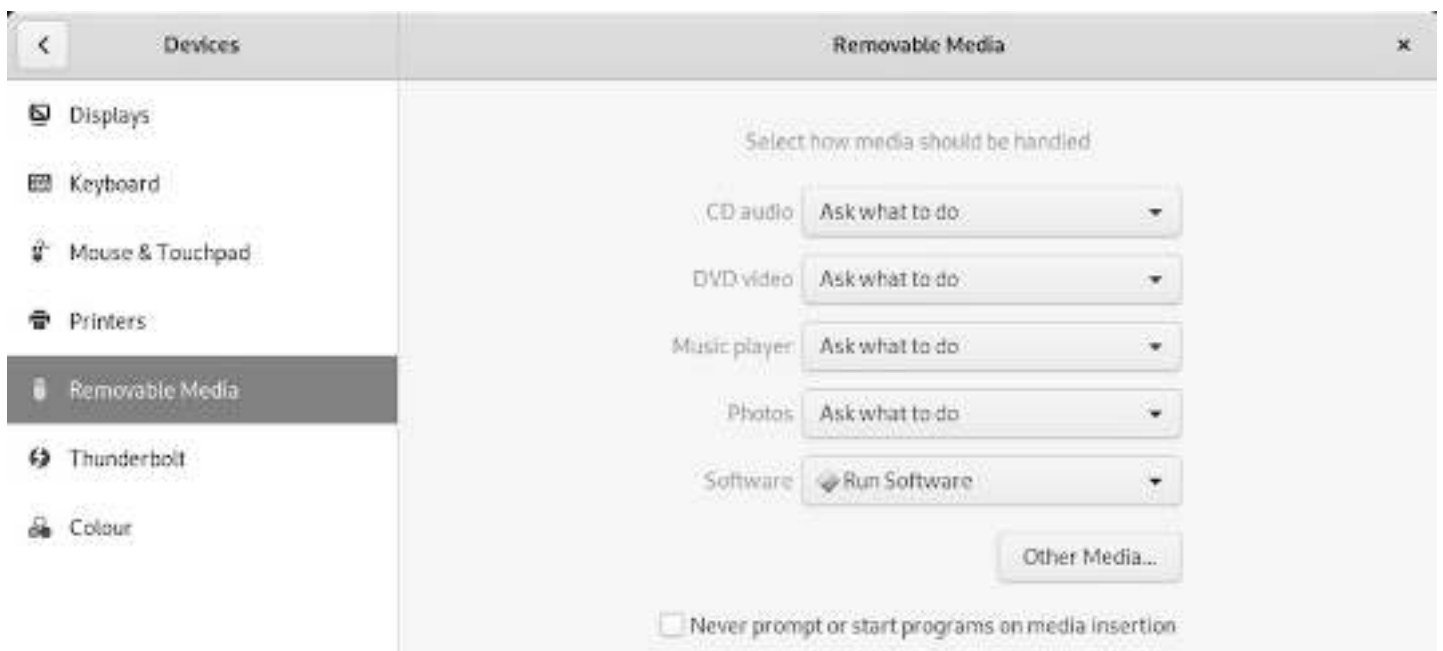 Devices
Removable Media
Displays
Keyboard
Mouse & Touchpad
Printers
Removable Media
Thunderbolt
Colour
Select how media should be handled
CD audio Ask what to do
DVD video Ask what to do
Music player Ask what to do
Photos Ask what to do
Software Run Software
Other Media...
Never prompt or start programs on media insertion